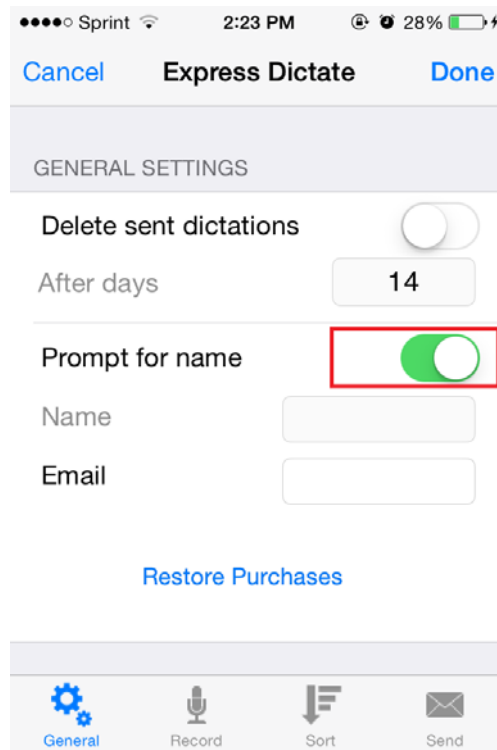 Sprint 2:23 PM 28%
Cancel Express Dictate Done
GENERAL SETTINGS
Delete sent dictations
After days 14
Prompt for name
Name
Email
Restore Purchases
General Record Sort Send